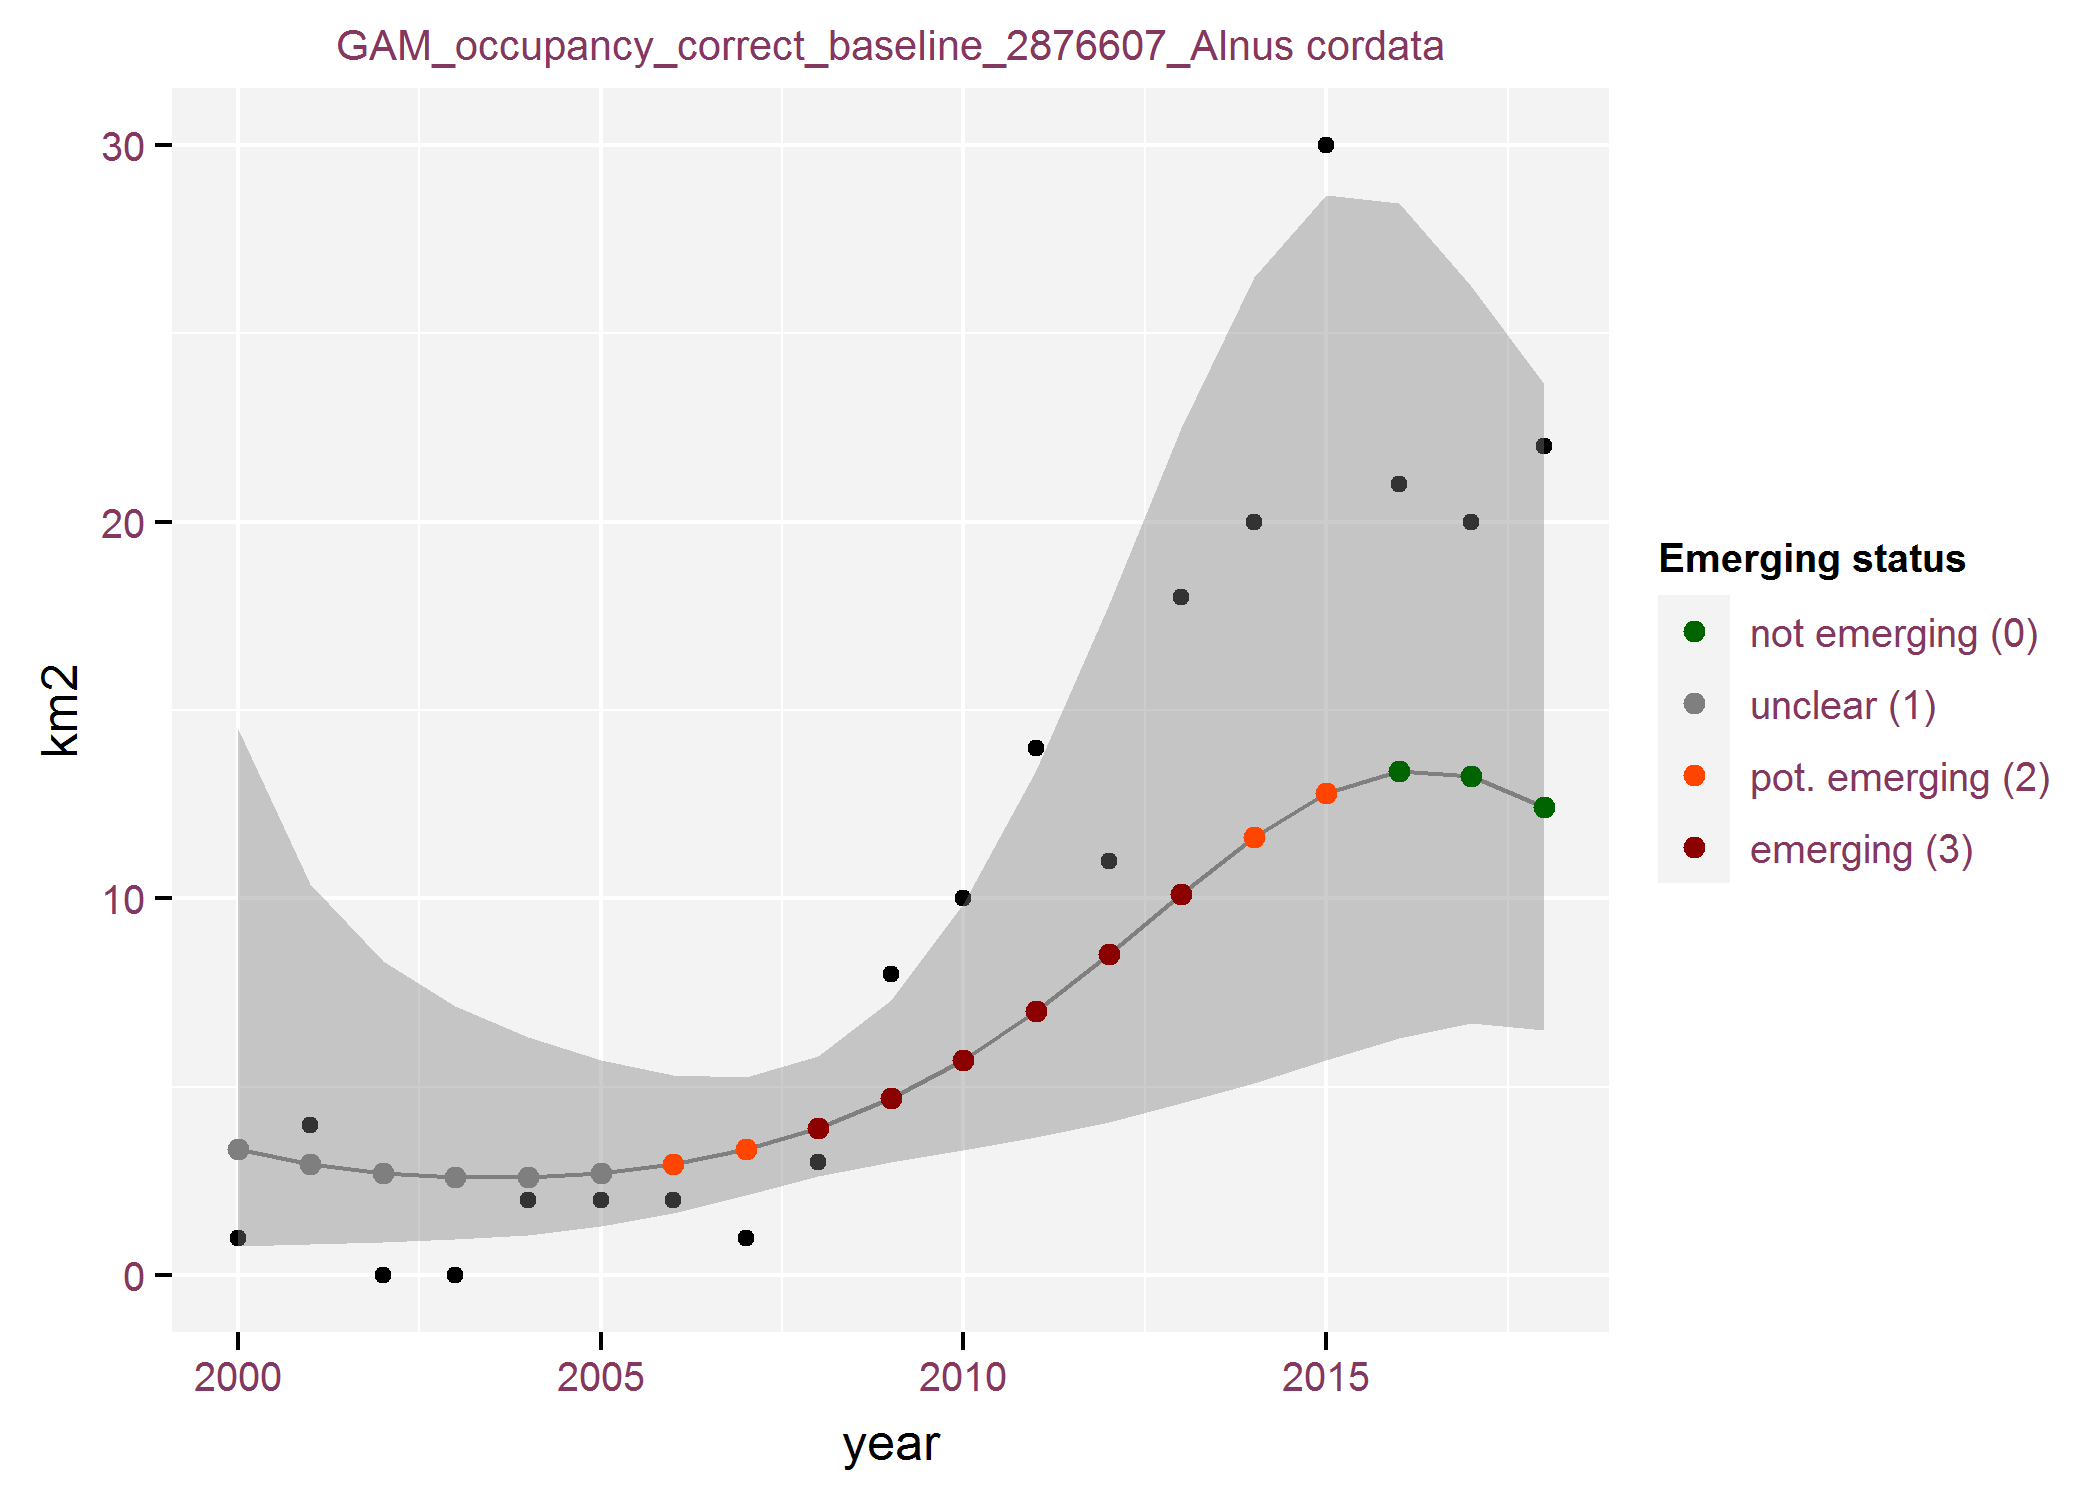 GAM_occupancy_correct_baseline_2876607_Alnus cordata
30
20
10
0
km2
2000
2005
2010
2015
year
Emerging status
not emerging (0)
unclear (1)
pot. emerging (2)
emerging (3)